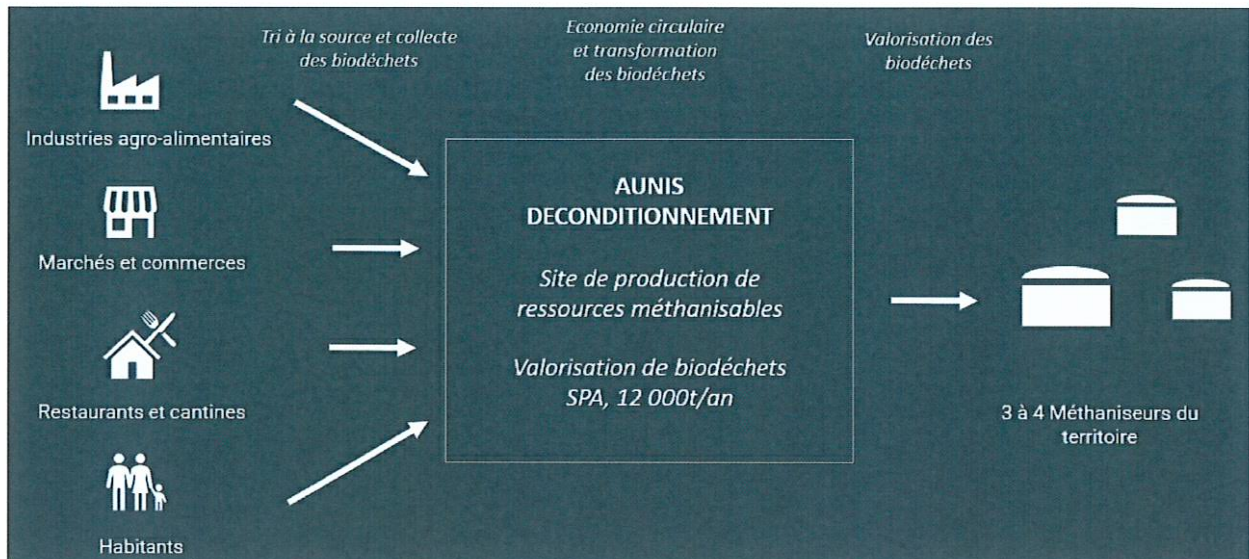 Tri à la source et collecte
des biodéchets
Economie circulaire
et transformation
des biodéchets
Valorisation des
biodéchets
Industries agro-alimentaires
Marchés et commerces
Restaurants et cantines
Habitants
AUNIS
DECONDITIONNEMENT
Site de production de
ressources méthanisables
Valorisation de biodéchets
SPA, 12 000t/an
3 à 4 Méthaniseurs du
territoire